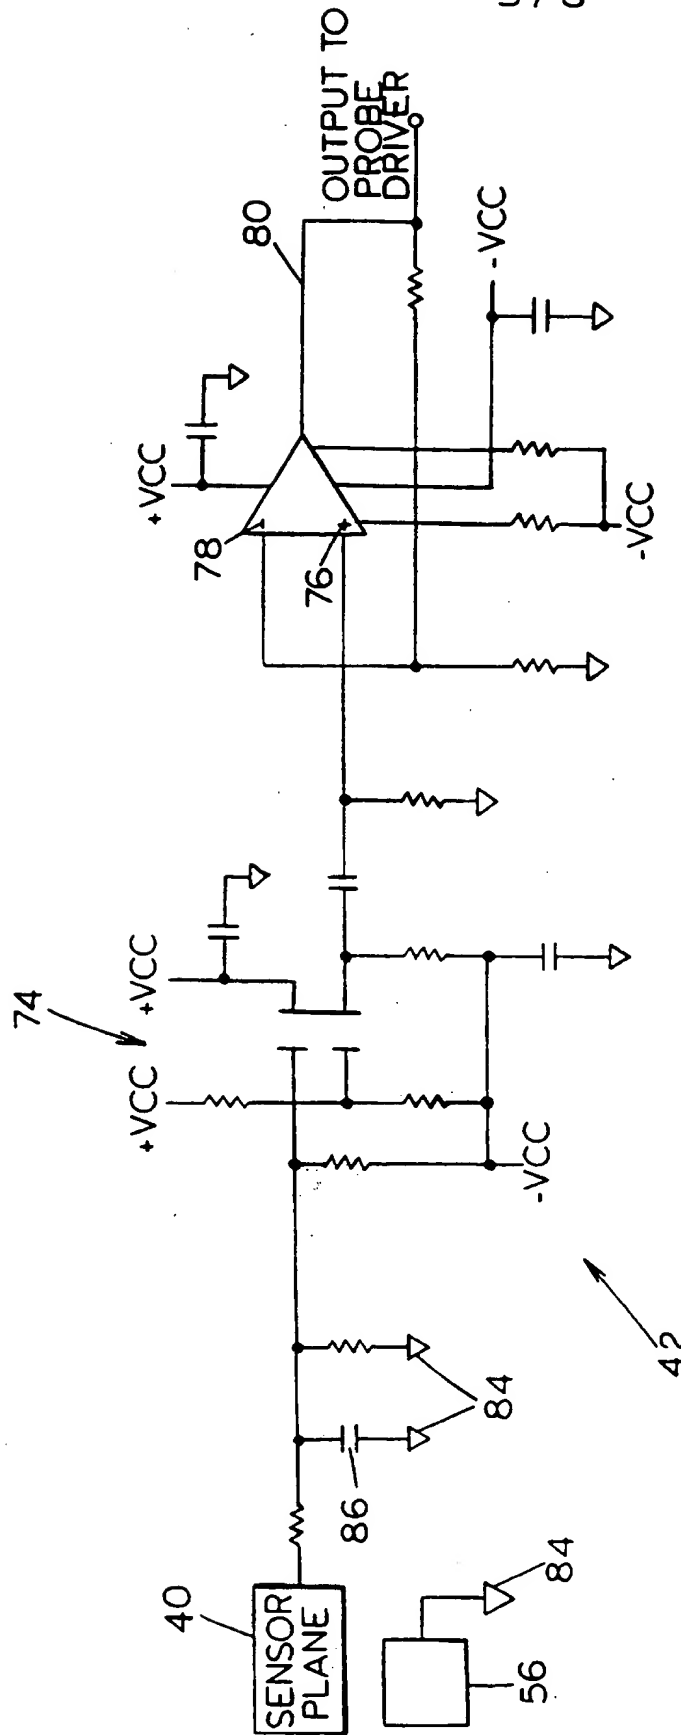 74
+VCC
+VCC
+VCC
80
OUTPUT TO
PROBE
DRIVER
78
76
-VCC
-VCC
-VCC
40
SENSOR
PLANE
86
84
84
56
42